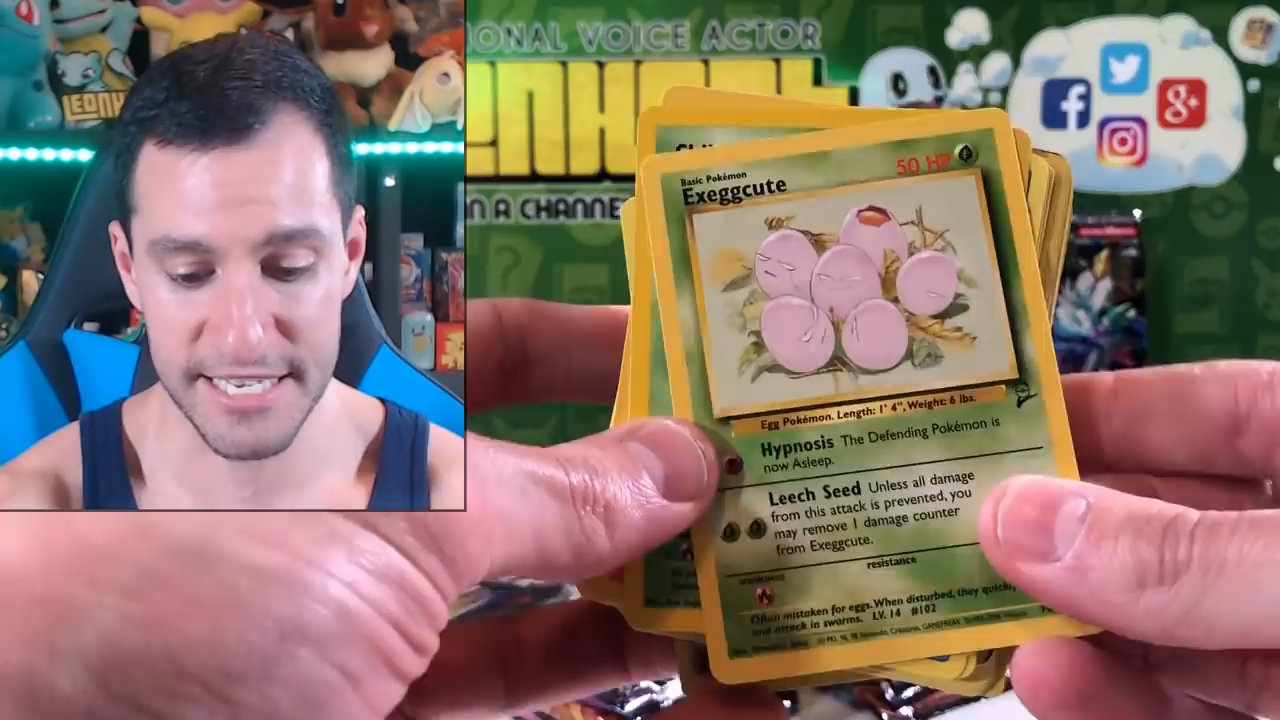 IONAL VOICE ACTOR
LEONH
N A CHANNE
Basic Pokémon
50 HP
Exeggcute
Egg Pokémon. Length: 1' 4", Weight: 6 lbs.
Hypnosis The Defending Pokémon is
now Asleep.
Leech Seed Unless all damage
from this attack is prevented, you
may remove 1 damage counter
from Exeggcute.
weakness
resistance
Often mistaken for eggs. When disturbed, they quickly
and attack in swarms. LV. 14 #102